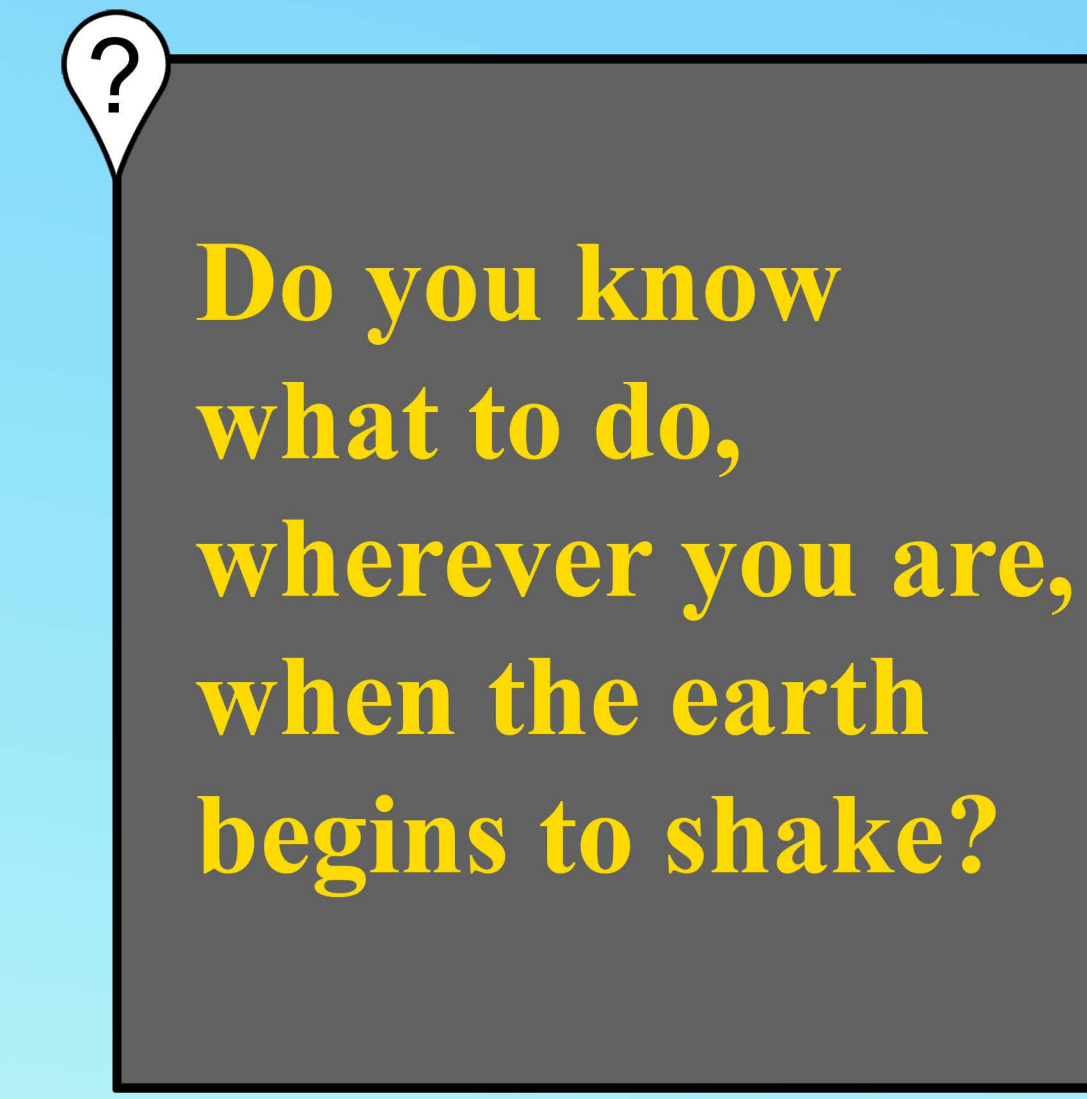 ?
Do you know
what to do,
wherever you are,
when the earth
begins to shake?